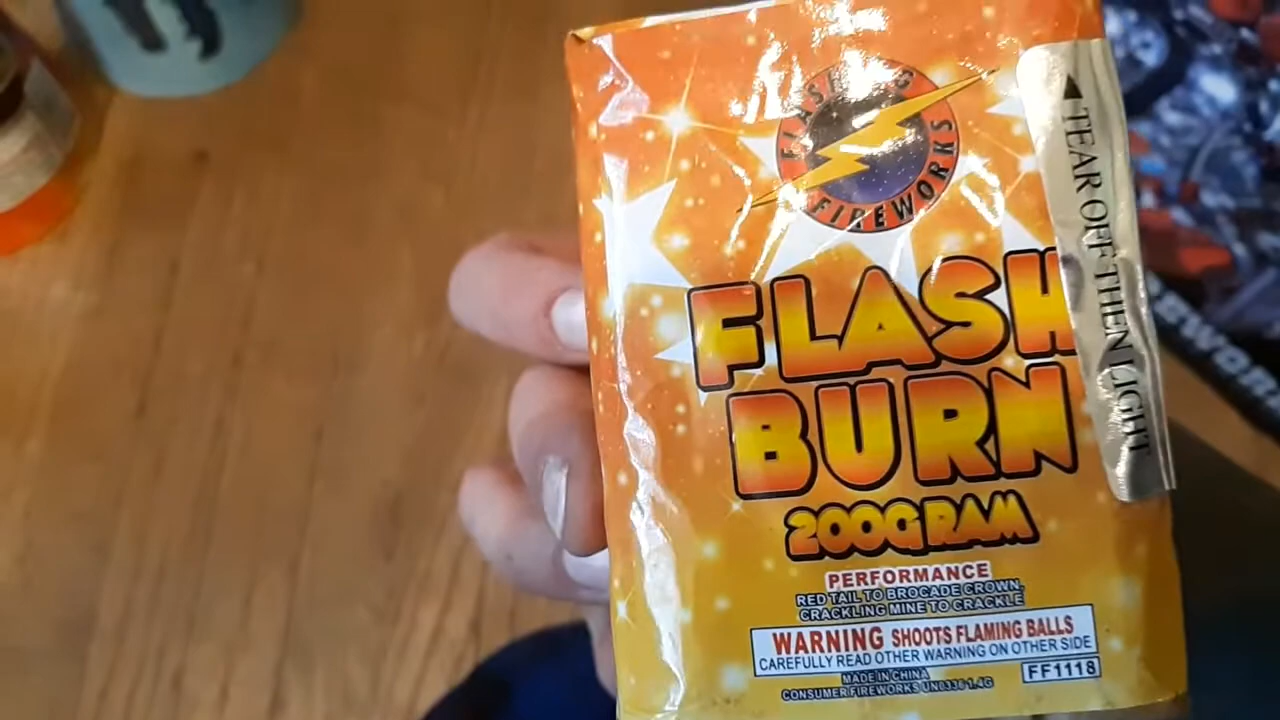 FLASHING
FIREWORKS
TEAR OFF THEN LIGHT
FLASH
BURN
200GRAM
PERFORMANCE
RED TAIL TO BROCADE CROWN,
CRACKLING MINE TO CRACKLE
WARNING SHOOTS FLAMING BALLS
CAREFULLY READ OTHER WARNING ON OTHER SIDE
FF1118
MADE IN CHINA
CONSUMER FIREWORKS UN0336 1.4G